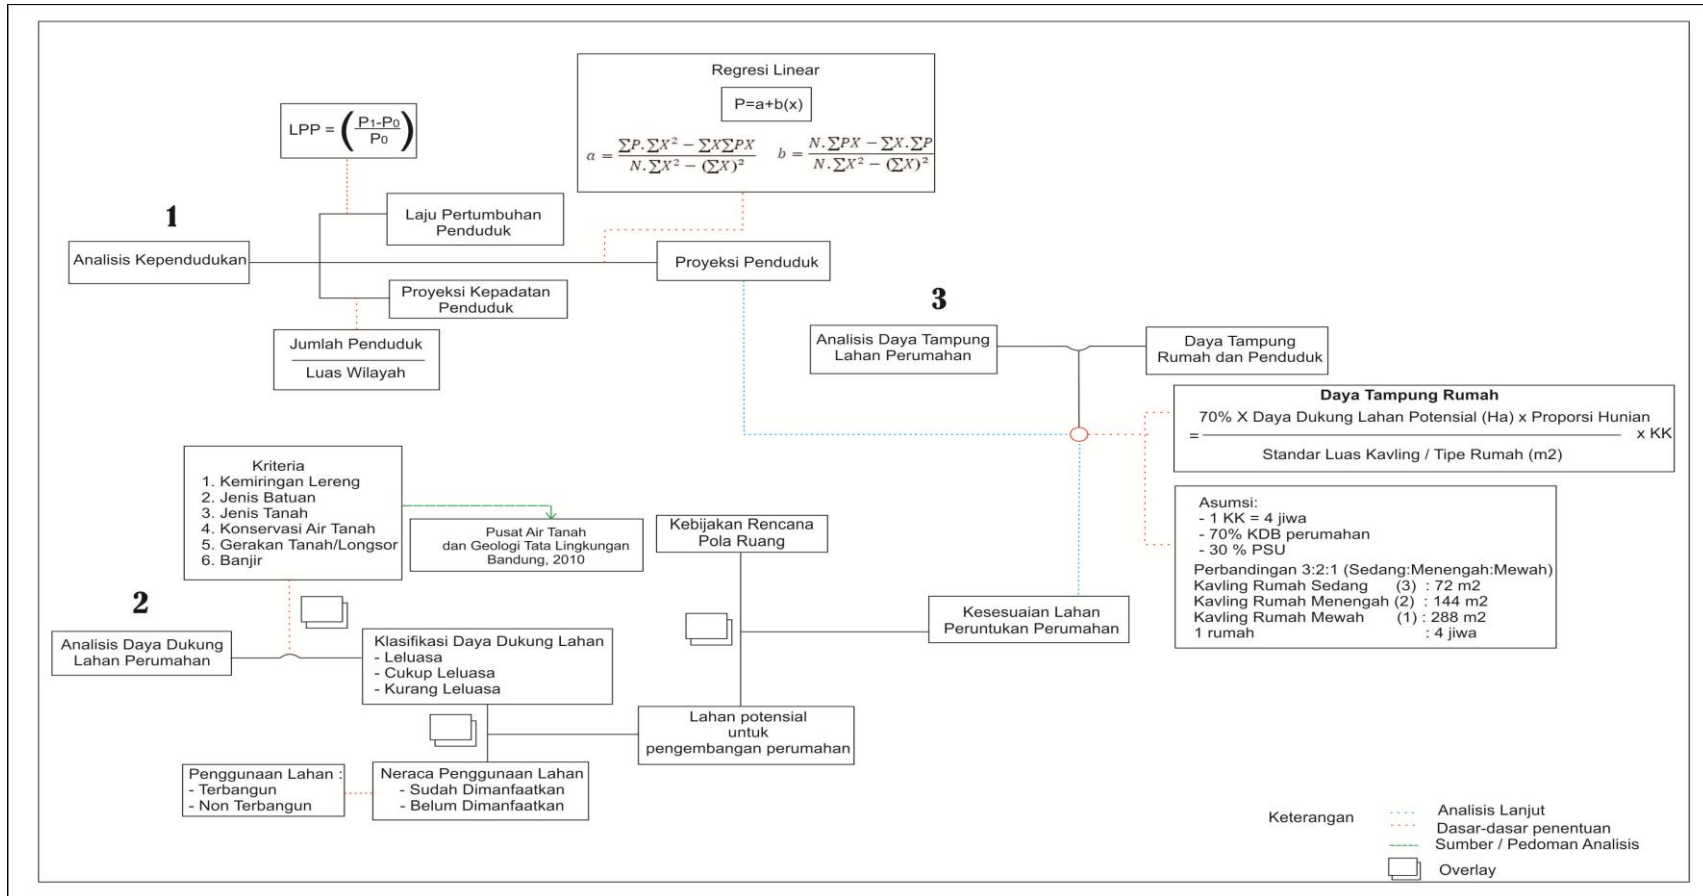 Regresi Linear
P=a+b(x)
a = ∑P.∑X² − ∑X∑PX / N.∑X² − (∑X)²
b = N.∑PX − ∑X.∑P / N.∑X² − (∑X)²
LPP = (P1-P0 / P0)
1
Analisis Kependudukan
Laju Pertumbuhan
Penduduk
Proyeksi Penduduk
Proyeksi Kepadatan
Penduduk
Jumlah Penduduk
Luas Wilayah
3
Analisis Daya Tampung
Lahan Perumahan
Daya Tampung
Rumah dan Penduduk
Daya Tampung Rumah
70% X Daya Dukung Lahan Potensial (Ha) x Proporsi Hunian
= x KK
Standar Luas Kavling / Tipe Rumah (m2)
Asumsi:
- 1 KK = 4 jiwa
- 70% KDB perumahan
- 30 % PSU
Perbandingan 3:2:1 (Sedang:Menengah:Mewah)
Kavling Rumah Sedang (3) : 72 m2
Kavling Rumah Menengah (2) : 144 m2
Kavling Rumah Mewah (1) : 288 m2
1 rumah : 4 jiwa
Kriteria
1. Kemiringan Lereng
2. Jenis Batuan
3. Jenis Tanah
4. Konservasi Air Tanah
5. Gerakan Tanah/Longsor
6. Banjir
Pusat Air Tanah
dan Geologi Tata Lingkungan
Bandung, 2010
Kebijakan Rencana
Pola Ruang
Kesesuaian Lahan
Peruntukan Perumahan
2
Analisis Daya Dukung
Lahan Perumahan
Klasifikasi Daya Dukung Lahan
- Leluasa
- Cukup Leluasa
- Kurang Leluasa
Lahan potensial
untuk
pengembangan perumahan
Penggunaan Lahan :
- Terbangun
- Non Terbangun
Neraca Penggunaan Lahan
- Sudah Dimanfaatkan
- Belum Dimanfaatkan
Keterangan
Analisis Lanjut
Dasar-dasar penentuan
Sumber / Pedoman Analisis
Overlay